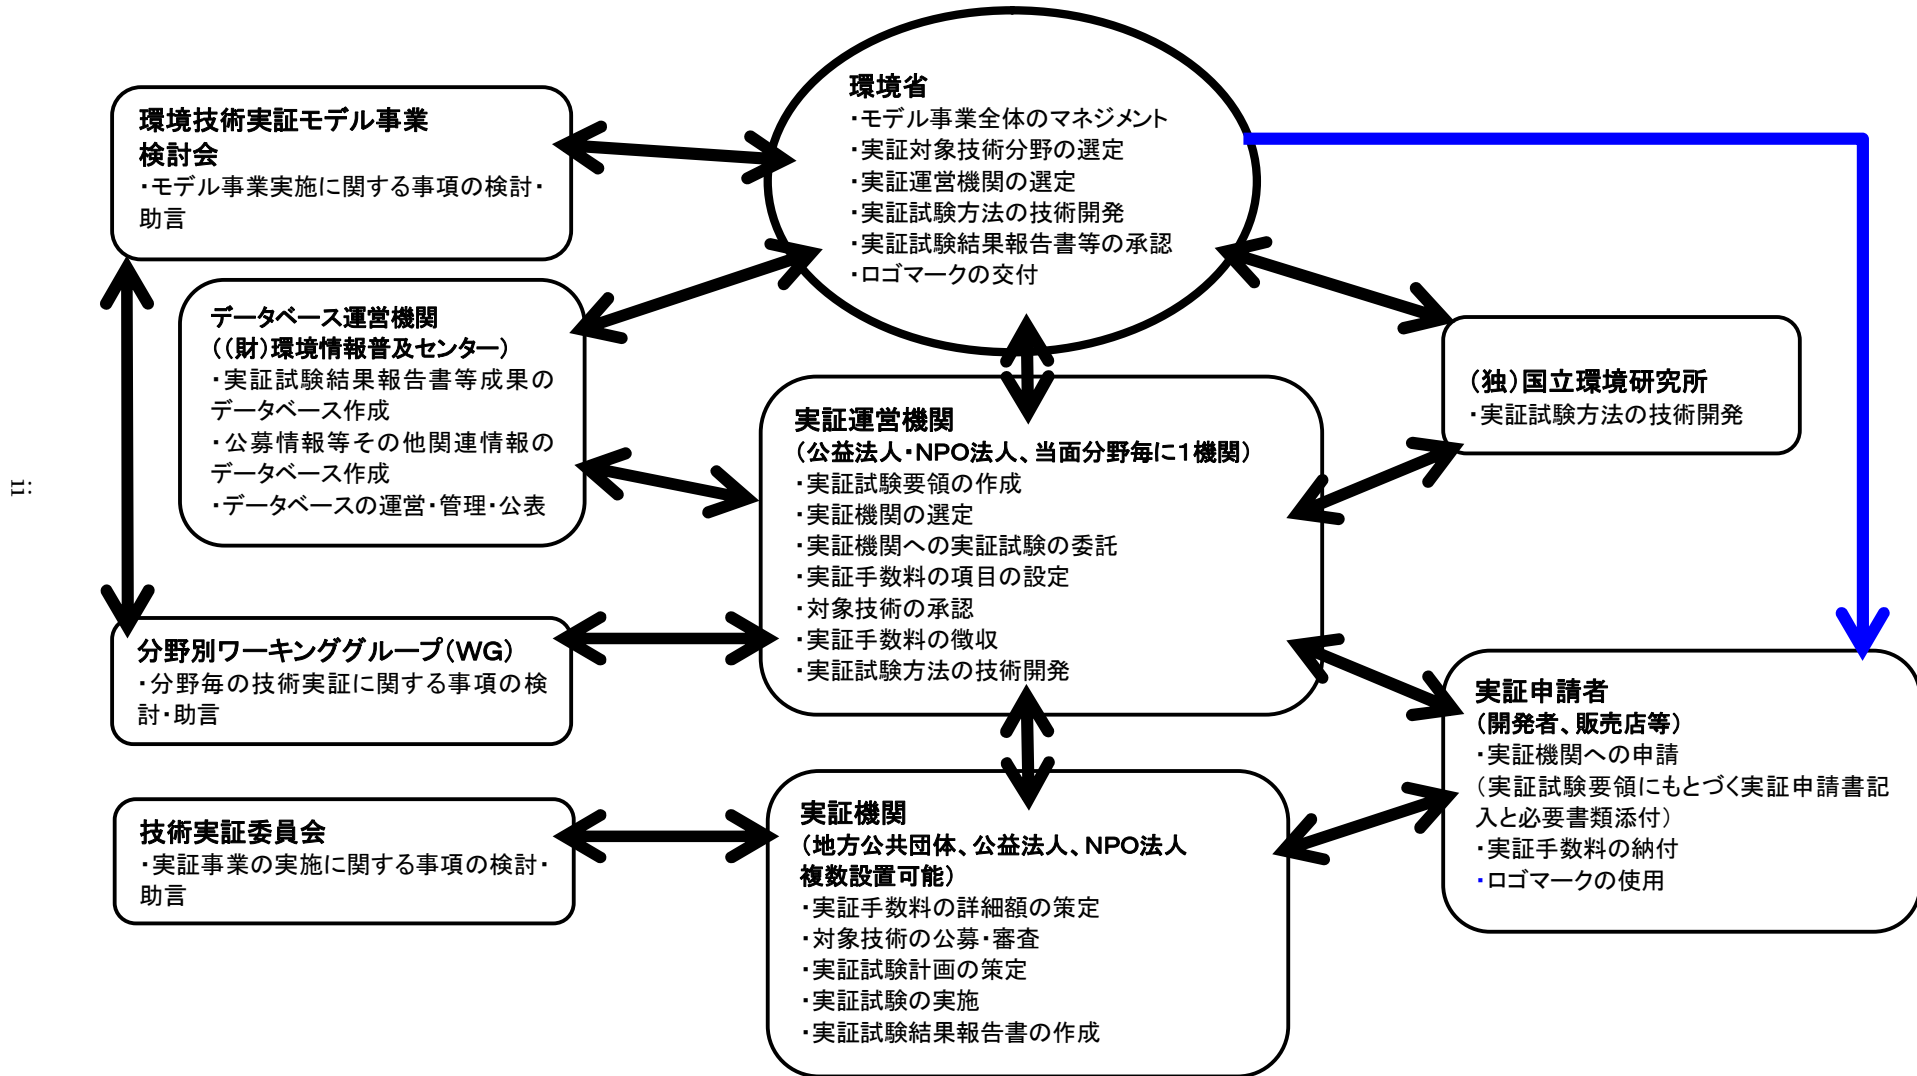 環境省
・モデル事業全体のマネジメント
・実証対象技術分野の選定
・実証運営機関の選定
・実証試験方法の技術開発
・実証試験結果報告書等の承認
・ロゴマークの交付
環境技術実証モデル事業
検討会
・モデル事業実施に関する事項の検討・
助言
データベース運営機関
((財)環境情報普及センター)
・実証試験結果報告書等成果の
データベース作成
・公募情報等その他関連情報の
データベース作成
・データベースの運営・管理・公表
(独)国立環境研究所
・実証試験方法の技術開発
実証運営機関
(公益法人・NPO法人、当面分野毎に1機関)
・実証試験要領の作成
・実証機関の選定
・実証機関への実証試験の委託
・実証手数料の項目の設定
・対象技術の承認
・実証手数料の徴収
・実証試験方法の技術開発
ii
分野別ワーキンググループ(WG)
・分野毎の技術実証に関する事項の検
討・助言
実証申請者
(開発者、販売店等)
・実証機関への申請
(実証試験要領にもとづく実証申請書記
入と必要書類添付)
・実証手数料の納付
・ロゴマークの使用
技術実証委員会
・実証事業の実施に関する事項の検討・
助言
実証機関
(地方公共団体、公益法人、NPO法人
複数設置可能)
・実証手数料の詳細額の策定
・対象技術の公募・審査
・実証試験計画の策定
・実証試験の実施
・実証試験結果報告書の作成